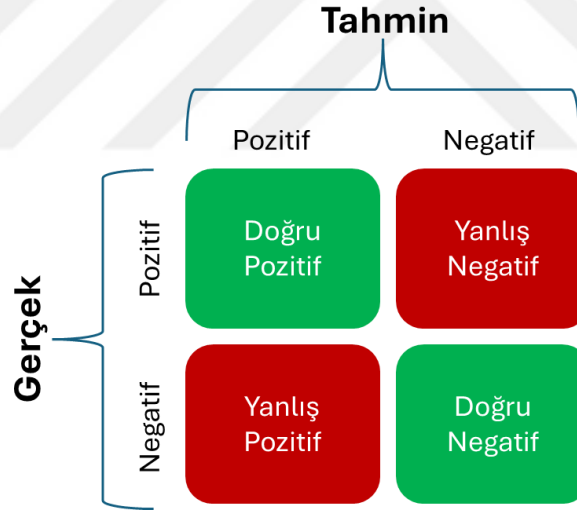 Tahmin
Pozitif
Negatif
Gerçek
Pozitif
Doğru
Pozitif
Yanlış
Negatif
Negatif
Yanlış
Pozitif
Doğru
Negatif